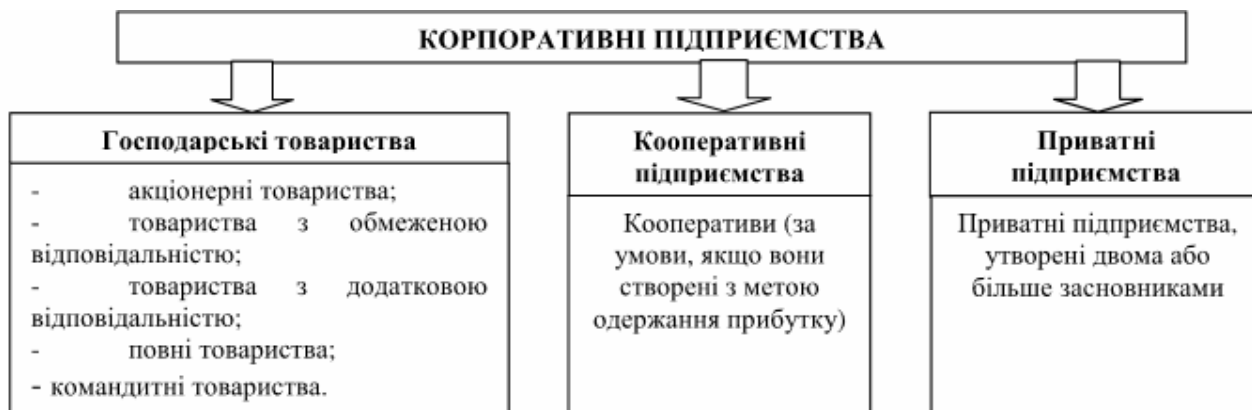 КОРПОРАТИВНІ ПІДПРИЄМСТВА
Господарські товариства
- акціонерні товариства;
- товариства з обмеженою
відповідальністю;
- товариства з додатковою
відповідальністю;
- повні товариства;
- командитні товариства.
Кооперативні
підприємства
Кооперативи (за
умови, якщо вони
створені з метою
одержання прибутку)
Приватні
підприємства
Приватні підприємства,
утворені двома або
більше засновниками